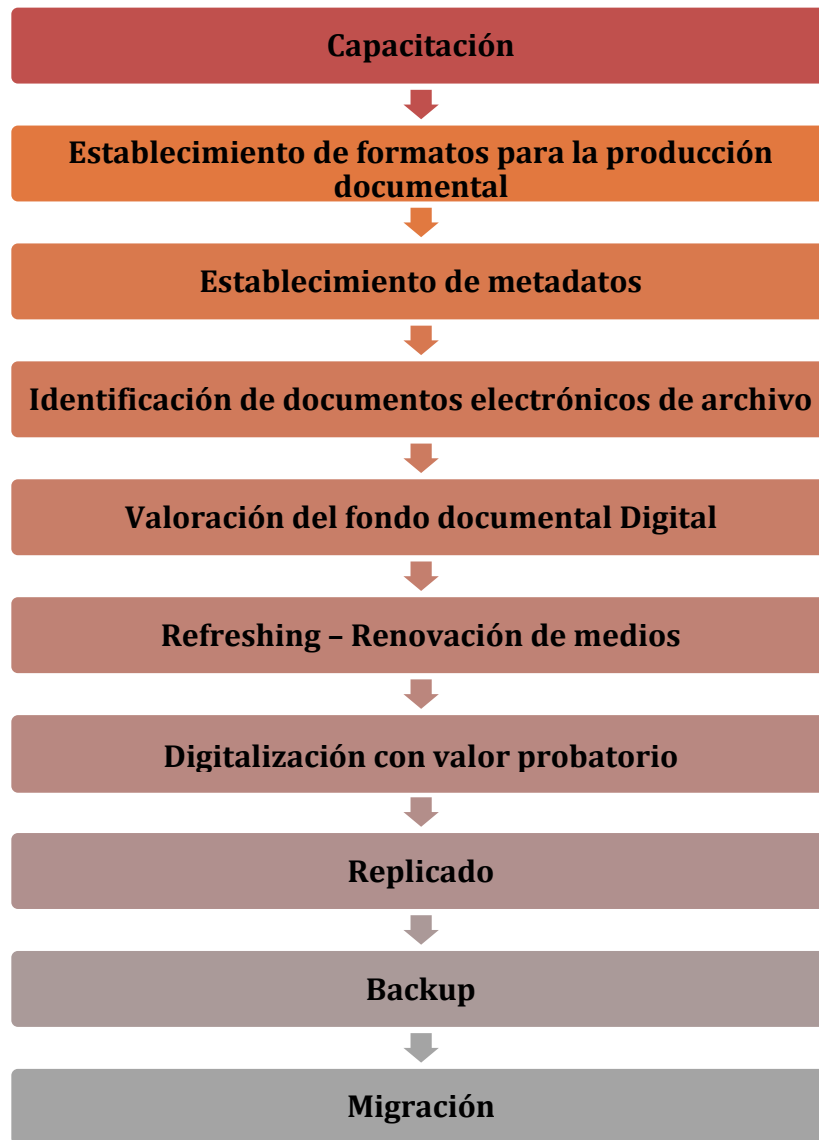 Capacitación
Establecimiento de formatos para la producción
documental
Establecimiento de metadatos
Identificación de documentos electrónicos de archivo
Valoración del fondo documental Digital
Refreshing – Renovación de medios
Digitalización con valor probatorio
Replicado
Backup
Migración